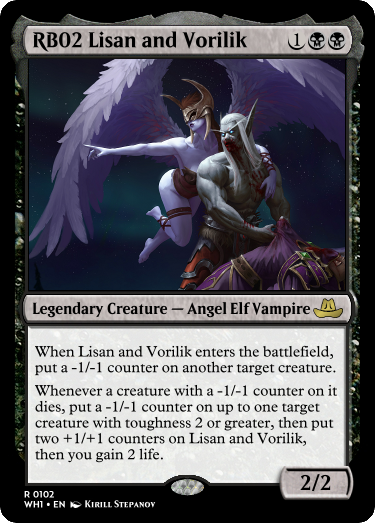 RB02 Lisan and Vorilik 1
Legendary Creature — Angel Elf Vampire
When Lisan and Vorilik enters the battlefield,
put a -1/-1 counter on another target creature.
Whenever a creature with a -1/-1 counter on it
dies, put a -1/-1 counter on up to one target
creature with toughness 2 or greater, then put
two +1/+1 counters on Lisan and Vorilik,
then you gain 2 life.
2/2
R 0102
WH1 • EN Kirill Stepanov